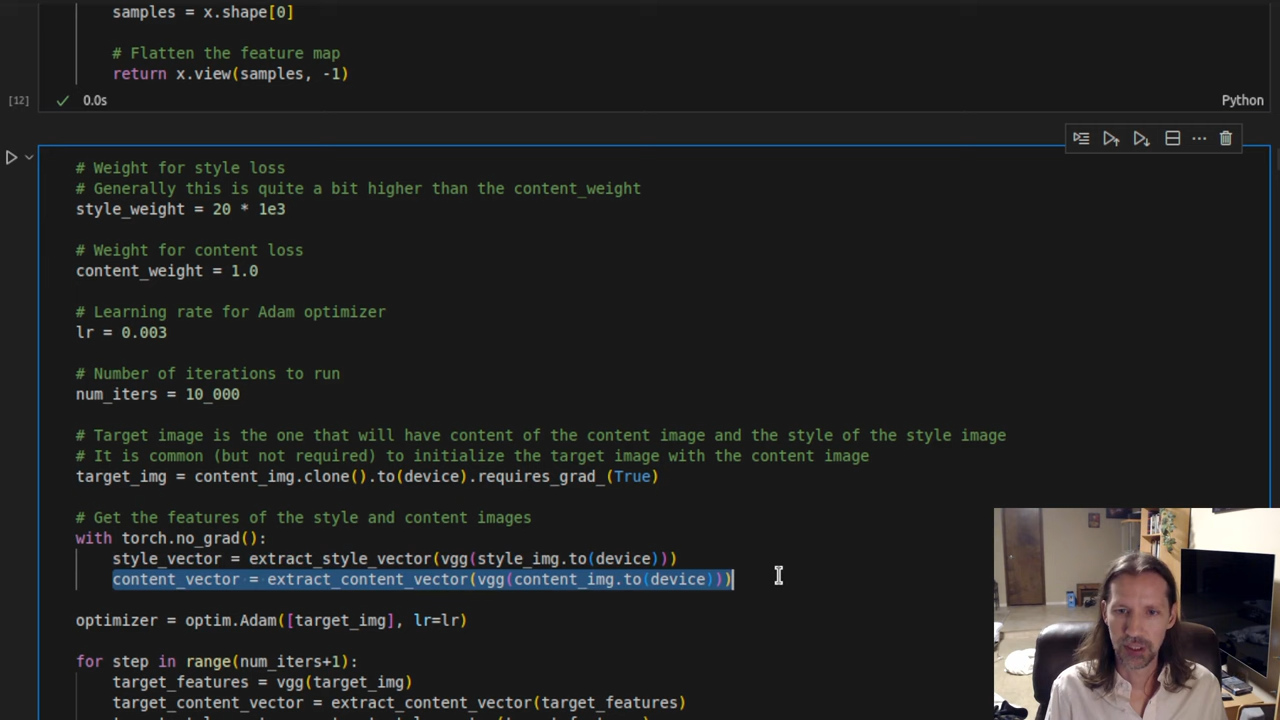 samples = x.shape[0]
# Flatten the feature map
return x.view(samples, -1)
[12]
0.0s
Python
# Weight for style loss
# Generally this is quite a bit higher than the content_weight
style_weight = 20 * 1e3
# Weight for content loss
content_weight = 1.0
# Learning rate for Adam optimizer
lr = 0.003
# Number of iterations to run
num_iters = 10_000
# Target image is the one that will have content of the content image and the style of the style image
# It is common (but not required) to initialize the target image with the content image
target_img = content_img.clone().to(device).requires_grad_(True)
# Get the features of the style and content images
with torch.no_grad():
style_vector = extract_style_vector(vgg(style_img.to(device)))
content_vector = extract_content_vector(vgg(content_img.to(device)))
optimizer = optim.Adam([target_img], lr=lr)
for step in range(num_iters+1):
target_features = vgg(target_img)
target_content_vector = extract_content_vector(target_features)